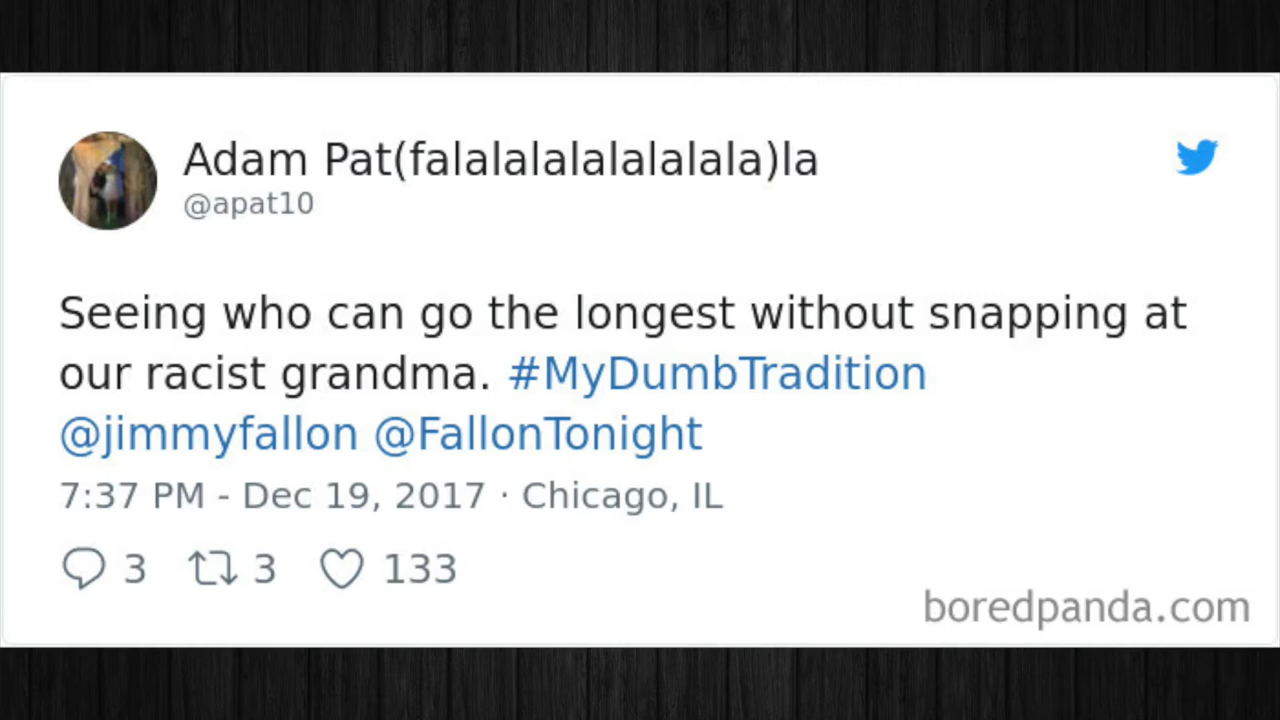 Adam Pat(falalalalalalalala)la
@apat10
Seeing who can go the longest without snapping at
our racist grandma. #MyDumbTradition
@jimmyfallon @FallonTonight
7:37 PM - Dec 19, 2017 · Chicago, IL
3 3 133
boredpanda.com